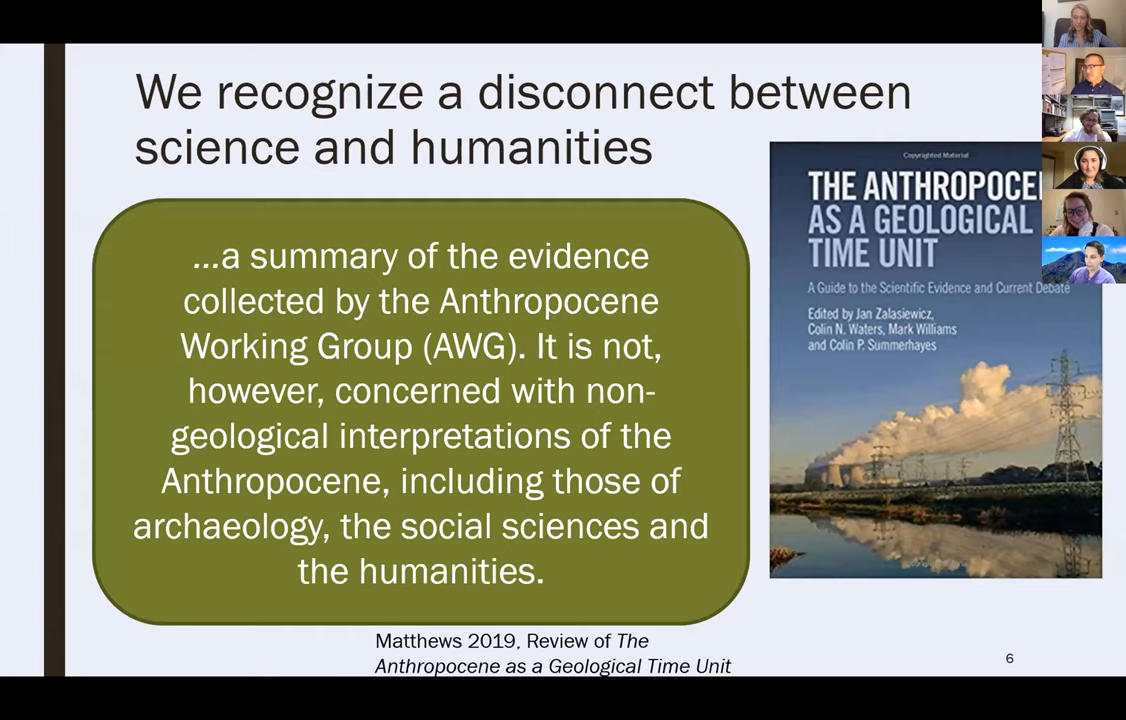 We recognize a disconnect between
science and humanities
...a summary of the evidence
collected by the Anthropocene
Working Group (AWG). It is not,
however, concerned with non-
geological interpretations of the
Anthropocene, including those of
archaeology, the social sciences and
the humanities.
Matthews 2019, Review of The
Anthropocene as a Geological Time Unit
Copyrighted Material
THE ANTHROPOCE
AS A GEOLOGICAL
TIME UNIT
A Guide to the Scientific Evidence and Current Debate
Edited by Jan Zalasiewicz,
Colin N. Waters, Mark Williams
and Colin P. Summerhayes
6